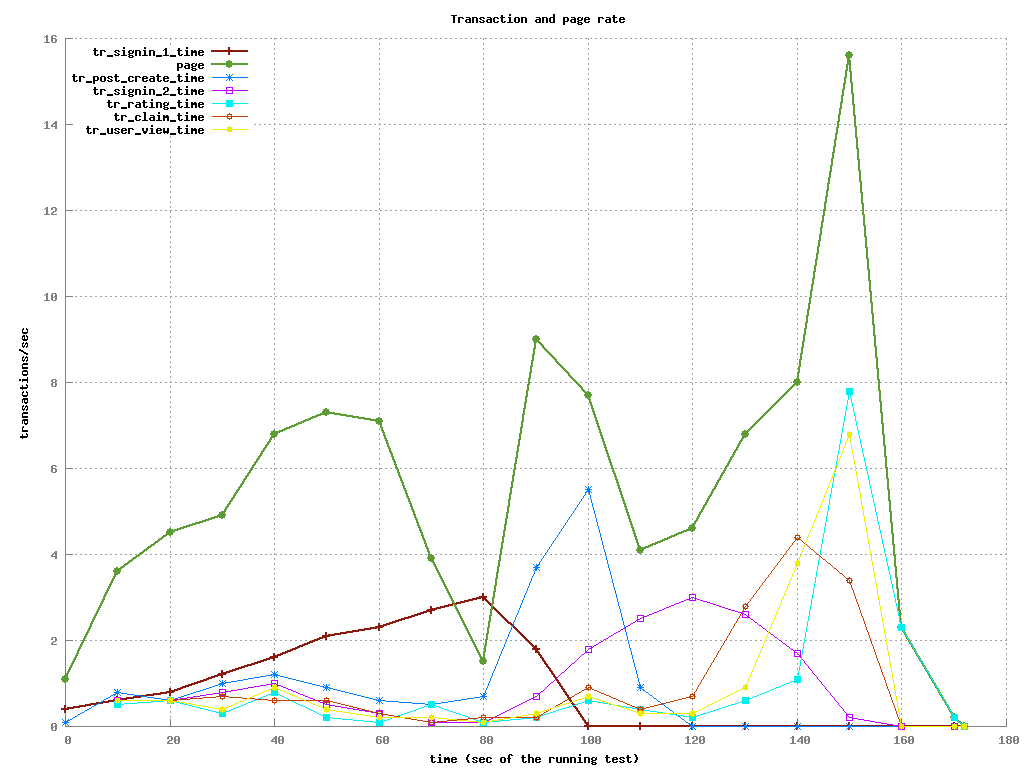 Transaction and page rate
tr_signin_1_time
page
tr_post_create_time
tr_signin_2_time
tr_rating_time
tr_claim_time
tr_user_view_time
16
14
12
10
8
6
4
2
0
transactions/sec
0 20 40 60 80 100 120 140 160 180
time (sec of the running test)